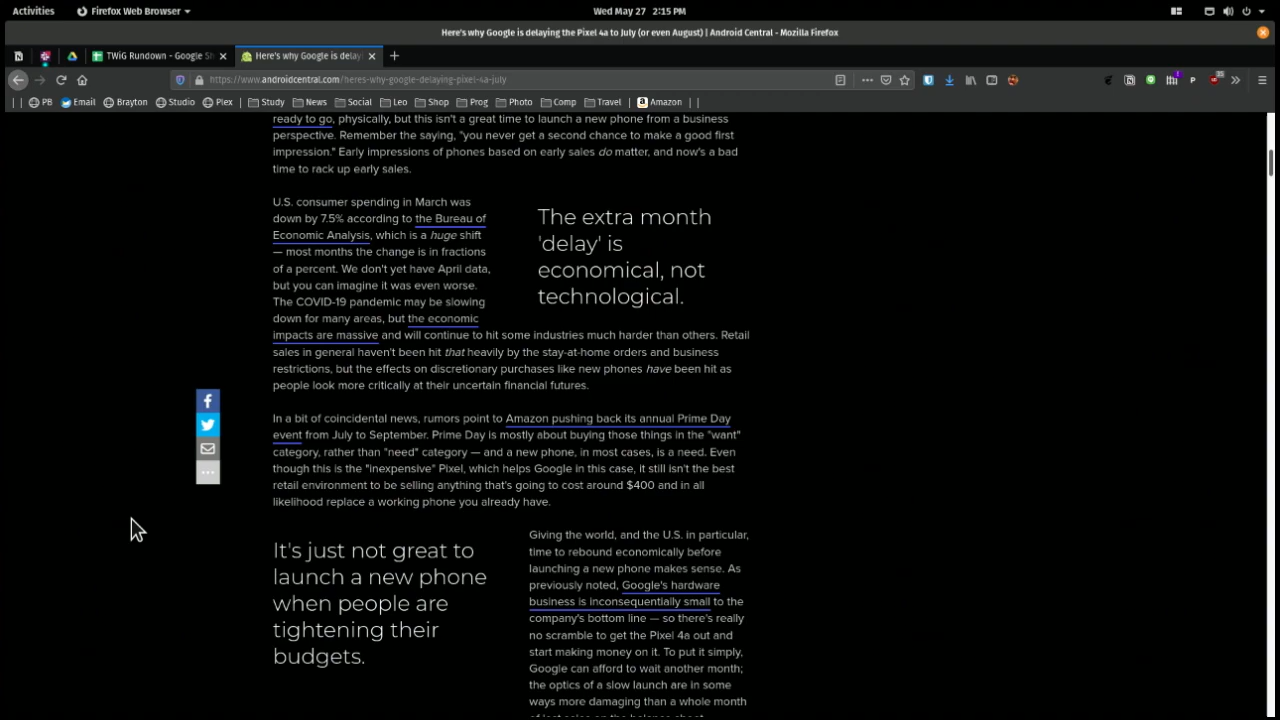 Activities
Firefox Web Browser
Wed May 27 2:15 PM
Here's why Google is delaying the Pixel 4a to July (or even August) | Android Central - Mozilla Firefox
TWiG Rundown - Google Sh
Here's why Google is delay
https://www.androidcentral.com/heres-why-google-delaying-pixel-4a-july
PB
Email
Brayton
Studio
Plex
Study
News
Social
Leo
Shop
Prog
Photo
Comp
Travel
Amazon
ready to go, physically, but this isn't a great time to launch a new phone from a business
perspective. Remember the saying, "you never get a second chance to make a good first
impression." Early impressions of phones based on early sales do matter, and now's a bad
time to rack up early sales.
U.S. consumer spending in March was
down by 7.5% according to the Bureau of
Economic Analysis, which is a huge shift
— most months the change is in fractions
of a percent. We don't yet have April data,
but you can imagine it was even worse.
The COVID-19 pandemic may be slowing
down for many areas, but the economic
impacts are massive and will continue to hit some industries much harder than others. Retail
sales in general haven't been hit that heavily by the stay-at-home orders and business
restrictions, but the effects on discretionary purchases like new phones have been hit as
people look more critically at their uncertain financial futures.
The extra month
'delay' is
economical, not
technological.
In a bit of coincidental news, rumors point to Amazon pushing back its annual Prime Day
event from July to September. Prime Day is mostly about buying those things in the "want"
category, rather than "need" category — and a new phone, in most cases, is a need. Even
though this is the "inexpensive" Pixel, which helps Google in this case, it still isn't the best
retail environment to be selling anything that's going to cost around $400 and in all
likelihood replace a working phone you already have.
It's just not great to
launch a new phone
when people are
tightening their
budgets.
Giving the world, and the U.S. in particular,
time to rebound economically before
launching a new phone makes sense. As
previously noted, Google's hardware
business is inconsequentially small to the
company's bottom line — so there's really
no scramble to get the Pixel 4a out and
start making money on it. To put it simply,
Google can afford to wait another month;
the optics of a slow launch are in some
ways more damaging than a whole month